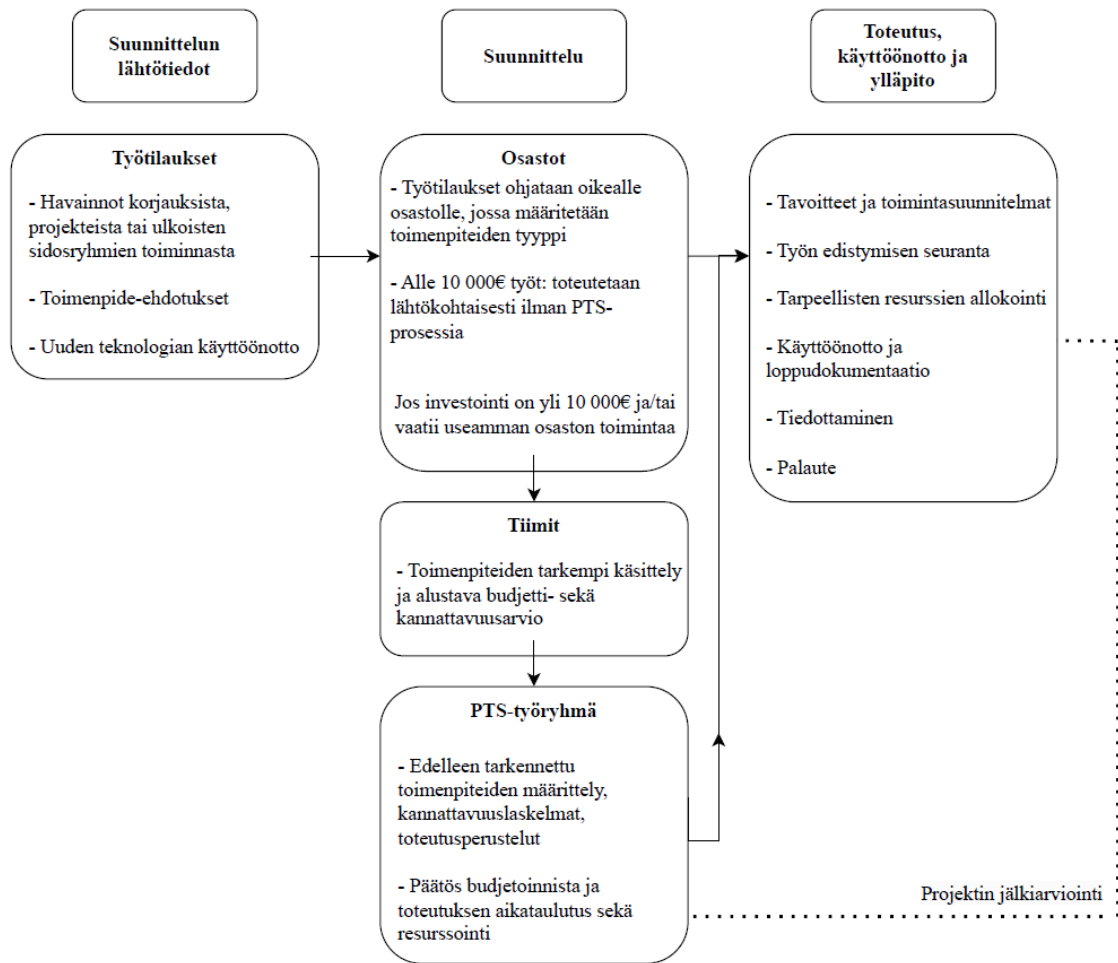 Suunnittelun
lähtötiedot
Suunnittelu
Toteutus,
käyttöönotto ja
ylläpito
Työtilaukset
- Havainnot korjauksista,
projekteista tai ulkoisten
sidosryhmien toiminnasta
- Toimenpide-ehdotukset
- Uuden teknologian käyttöönotto
Osastot
- Työtilaukset ohjataan oikealle
osastolle, jossa määritetään
toimenpiteiden tyyppi
- Alle 10 000€ työt: toteutetaan
lähtökohtaisesti ilman PTS-
prosessia
Jos investointi on yli 10 000€ ja/tai
vaatii useamman osaston toimintaa
Tiimit
- Toimenpiteiden tarkempi käsittely
ja alustava budjetti- sekä
kannattavuusarvio
PTS-työryhmä
- Edelleen tarkennettu
toimenpiteiden määrittely,
kannattavuuslaskelmat,
toteutusperustelut
- Päätös budjetoinnista ja
toteutuksen aikataulutus sekä
resurssointi
- Tavoitteet ja toimintasuunnitelmat
- Työn edistymisen seuranta
- Tarpeellisten resurssien allokointi
- Käyttöönotto ja
loppudokumentaatio
- Tiedottaminen
- Palaute
Projektin jälkiarviointi